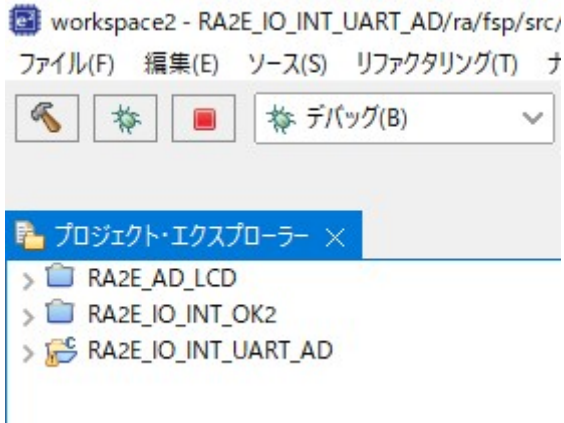 workspace2 - RA2E_IO_INT_UART_AD/ra/fsp/src/
ファイル(F) 編集(E) ソース(S) リファクタリング(T) ナ
デバッグ(B)
プロジェクト・エクスプローラー
RA2E_AD_LCD
RA2E_IO_INT_OK2
RA2E_IO_INT_UART_AD